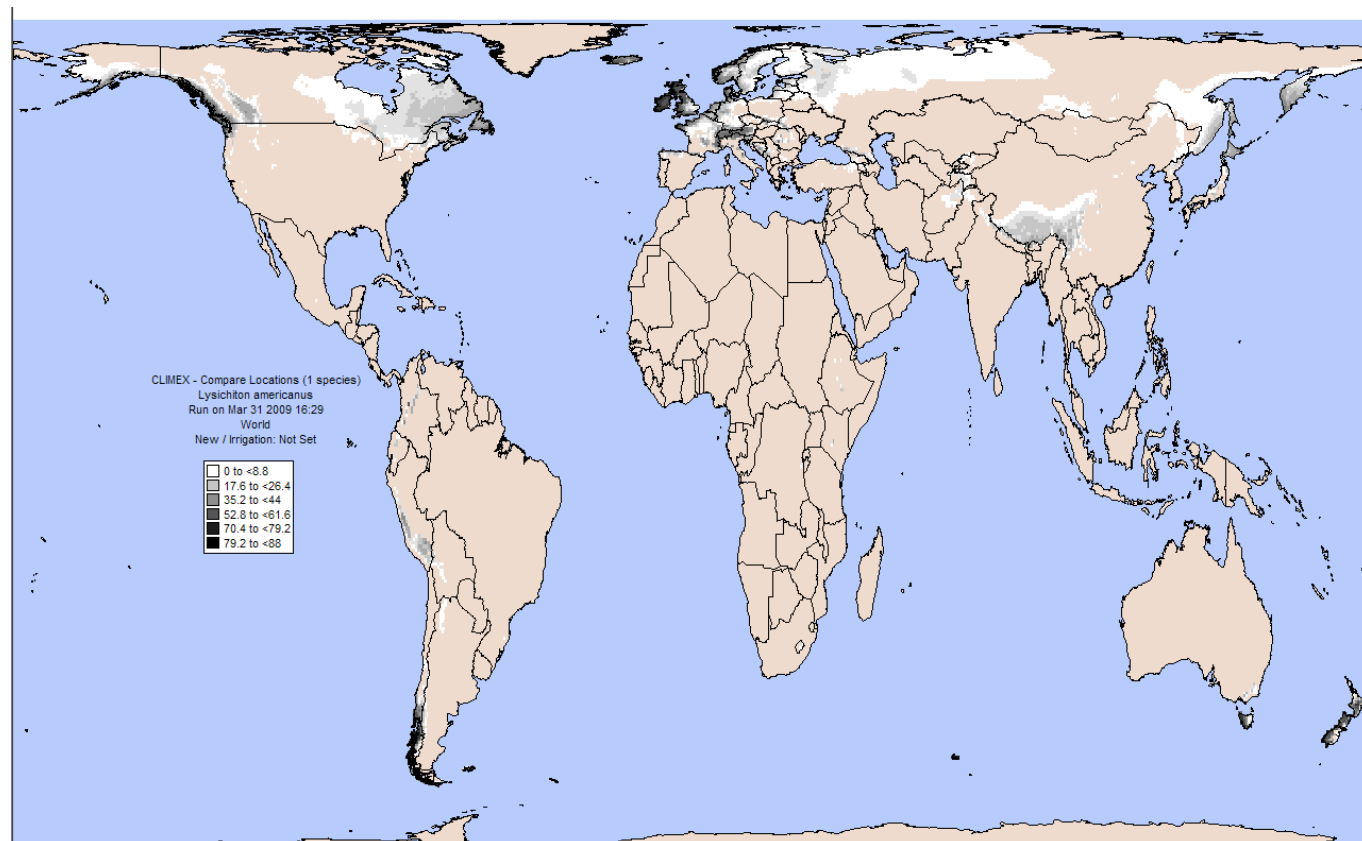 CLIMEX - Compare Locations (1 species)
Lysichiton americanus
Run on Mar 31 2009 16:29
World
New / Irrigation: Not Set
0 to <8.8
17.6 to <26.4
35.2 to <44
52.8 to <61.6
70.4 to <79.2
79.2 to <88